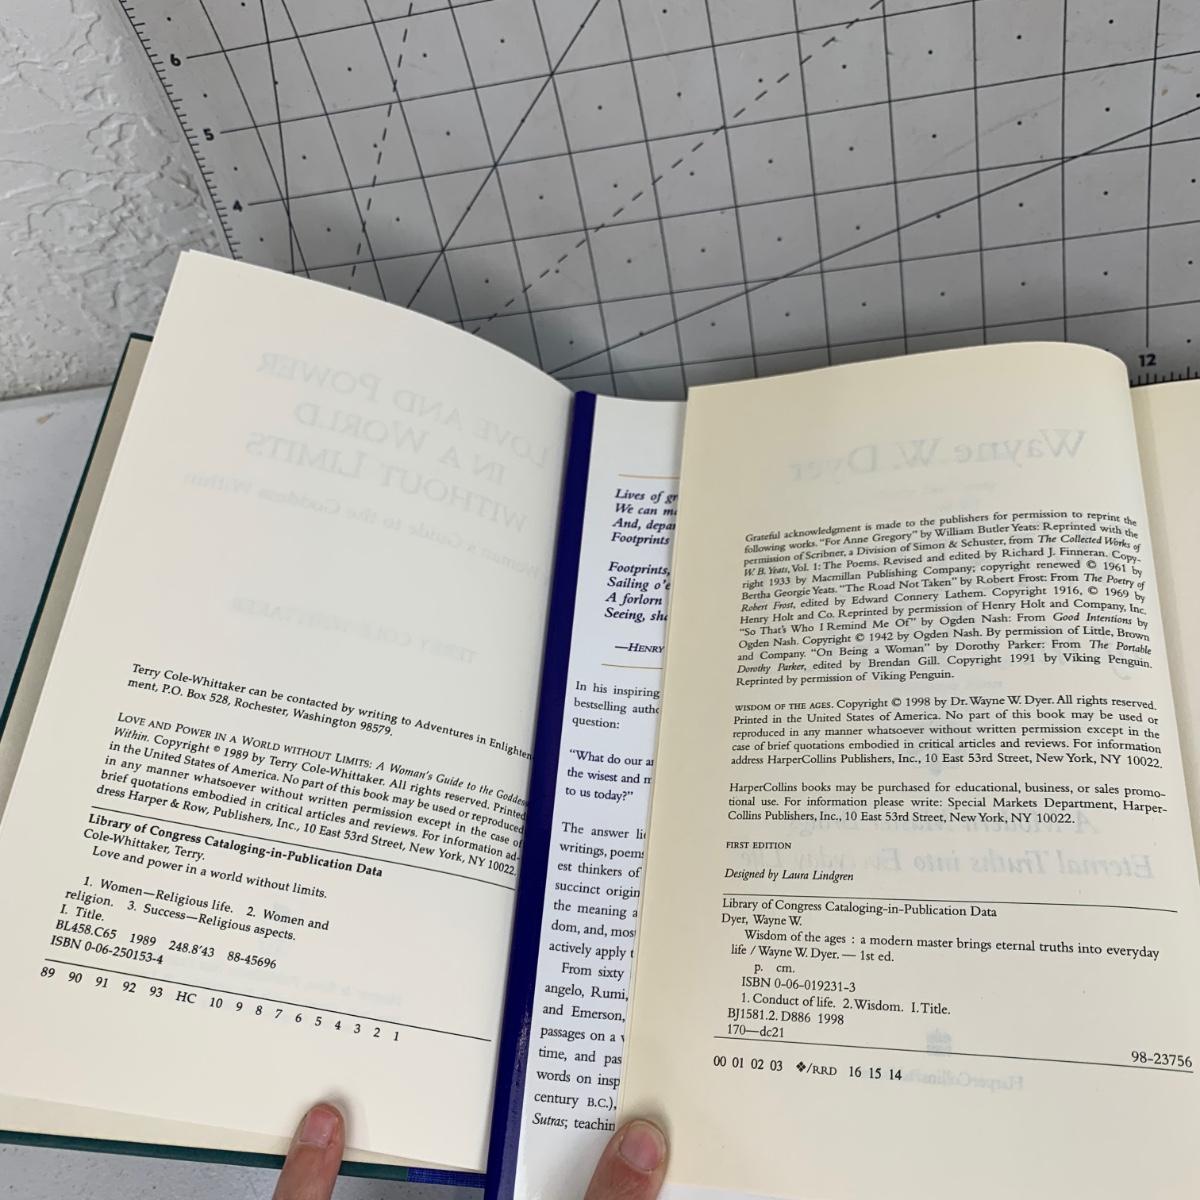 6
5
4
12
LOVE AND POWER
IN A WORLD
WITHOUT LIMITS
TERRY COLE-WHITTAKER
Terry Cole-Whittaker can be contacted by writing to Adventures in Enlighten-
ment, P.O. Box 528, Rochester, Washington 98579.
LOVE AND POWER IN A WORLD WITHOUT LIMITS: A Woman's Guide to the Goddess
Within. Copyright © 1989 by Terry Cole-Whittaker. All rights reserved. Printed
in the United States of America. No part of this book may be used or reproduced
in any manner whatsoever without written permission except in the case of
brief quotations embodied in critical articles and reviews. For information ad-
dress Harper & Row, Publishers, Inc., 10 East 53rd Street, New York, NY 10022.
Library of Congress Cataloging-in-Publication Data
Cole-Whittaker, Terry.
Love and power in a world without limits.
1. Women—Religious life. 2. Women and
religion. 3. Success—Religious aspects.
I. Title.
BL458.C65 1989 248.8'43 88-45696
ISBN 0-06-250153-4
89 90 91 92 93 HC 10 9 8 7 6 5 4 3 2 1
Lives of
We can
And,
Footprints
Footprints,
Sailing o'e
A forlorn
Seeing,
—HENRY
In his inspiring
bestselling
question:
"What do our
the wisest and
to us today?"
The answer
writings,
est thinkers of
succinct
the meaning
dom, and,
actively apply
From sixty
angelo, Rumi,
and Emerson,
passages on a
time, and
words on
century B.C.),
Sutras;
Wayne W. Dyer
Grateful acknowledgment is made to the publishers for permission to reprint the
following works. "For Anne Gregory" by William Butler Yeats: Reprinted with the
permission of Scribner, a Division of Simon & Schuster, from The Collected Works of
W. B. Yeats, Vol. 1: The Poems. Revised and edited by Richard J. Finneran. Copy-
right 1933 by Macmillan Publishing Company; copyright renewed © 1961 by
Bertha Georgie Yeats. "The Road Not Taken" by Robert Frost: From The Poetry of
Robert Frost, edited by Edward Connery Lathem. Copyright 1916, © 1969 by
Henry Holt and Co. Reprinted by permission of Henry Holt and Company, Inc.
"So That's Who I Remind Me Of" by Ogden Nash: From Good Intentions by
Ogden Nash. Copyright © 1942 by Ogden Nash. By permission of Little, Brown
and Company. "On Being a Woman" by Dorothy Parker: From The Portable
Dorothy Parker, edited by Brendan Gill. Copyright 1991 by Viking Penguin.
Reprinted by permission of Viking Penguin.
WISDOM OF THE AGES. Copyright © 1998 by Dr. Wayne W. Dyer. All rights reserved.
Printed in the United States of America. No part of this book may be used or
reproduced in any manner whatsoever without written permission except in the
case of brief quotations embodied in critical articles and reviews. For information
address HarperCollins Publishers, Inc., 10 East 53rd Street, New York, NY 10022.
HarperCollins books may be purchased for educational, business, or sales promo-
tional use. For information please write: Special Markets Department, Harper-
Collins Publishers, Inc., 10 East 53rd Street, New York, NY 10022.
FIRST EDITION
Designed by Laura Lindgren
Library of Congress Cataloging-in-Publication Data
Dyer, Wayne W.
Wisdom of the ages : a modern master brings eternal truths into everyday
life / Wayne W. Dyer. — 1st ed.
p. cm.
ISBN 0-06-019231-3
1. Conduct of life. 2. Wisdom. I. Title.
BJ1581.2. D886 1998
170—dc21
98-23756
00 01 02 03 ❖/RRD 16 15 14